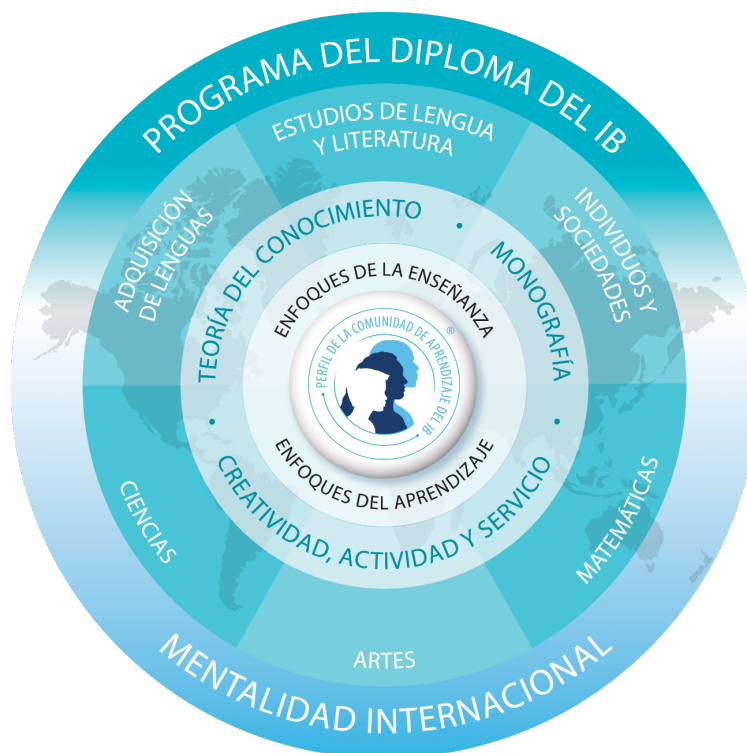 PROGRAMA DEL DIPLOMA DEL IB
ESTUDIOS DE LENGUA
Y LITERATURA
ADQUISICIÓN
DE LENGUAS
INDIVIDUOS Y
SOCIEDADES
TEORÍA DEL CONOCIMIENTO
•
MONOGRAFÍA
•
CREATIVIDAD, ACTIVIDAD Y SERVICIO
•
ENFOQUES DE LA ENSEÑANZA
• PERFIL DE LA COMUNIDAD DE APRENDIZAJE DEL IB •
®
ENFOQUES DEL APRENDIZAJE
CIENCIAS
MATEMÁTICAS
ARTES
MENTALIDAD INTERNACIONAL